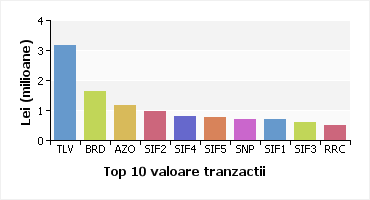 Lei (milioane)
4
3
2
1
0
TLV BRD AZO SIF2 SIF4 SIF5 SNP SIF1 SIF3 RRC
Top 10 valoare tranzactii